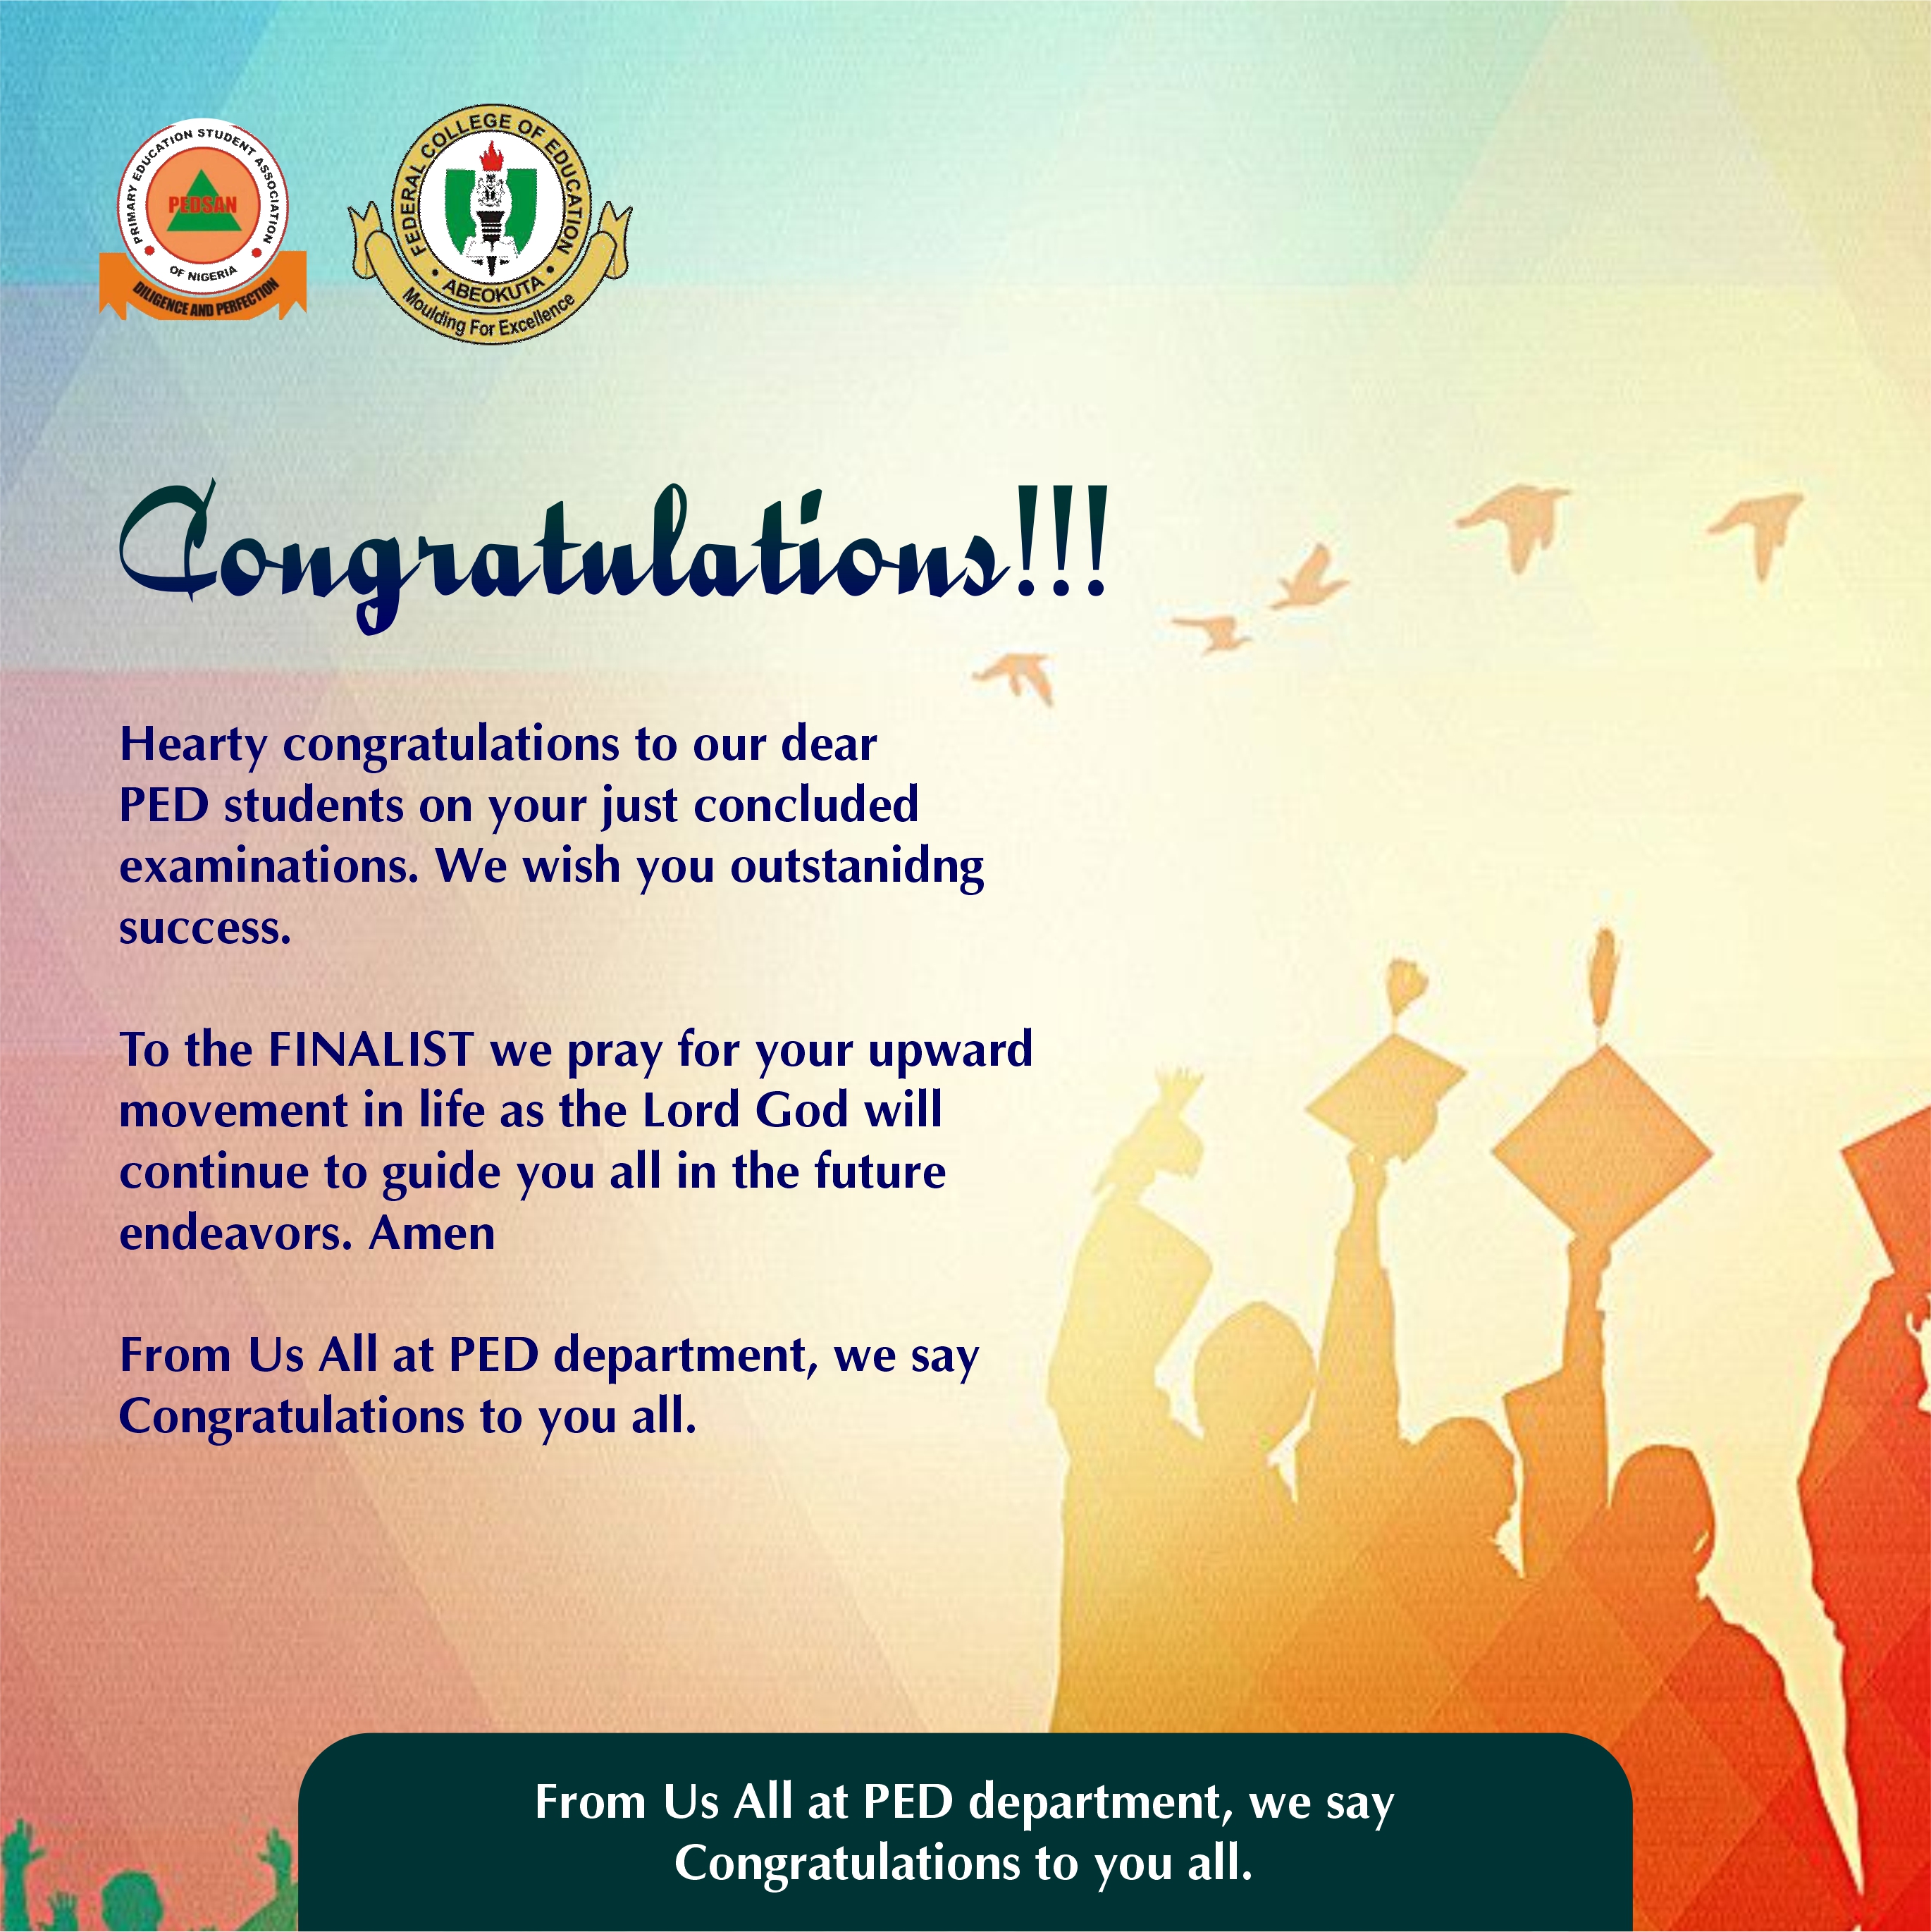 PRIMARY EDUCATION STUDENT ASSOCIATION
OF NIGERIA
PEDSAN
DILIGENCE AND PERFECTION
FEDERAL COLLEGE OF EDUCATION
ABEOKUTA
Moulding For Excellence
Congratulations!!!
Hearty congratulations to our dear
PED students on your just concluded
examinations. We wish you outstanidng
success.
To the FINALIST we pray for your upward
movement in life as the Lord God will
continue to guide you all in the future
endeavors. Amen
From Us All at PED department, we say
Congratulations to you all.
From Us All at PED department, we say
Congratulations to you all.